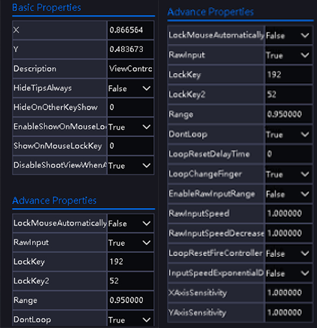 Basic Properties
X 0.866564
Y 0.483673
Description ViewContrc
HideTipsAlways False
HideOnOtherKeyShow 0
EnableShowOnMouseLo True
ShowOnMouseLockKey 0
DisableShootViewWhenA True
Advance Properties
LockMouseAutomatically False
RawInput True
LockKey 192
LockKey2 52
Range 0.950000
DontLoop True
Advance Properties
LockMouseAutomatically False
RawInput True
LockKey 192
LockKey2 52
Range 0.950000
DontLoop True
LoopResetDelayTime 0
LoopChangeFinger True
EnableRawInputRange False
RawInputSpeed 1.000000
RawInputSpeedDecrease 1.000000
LoopResetFireController False
InputSpeedExponentialD False
XAxisSensitivity 1.000000
YAxisSensitivity 1.000000